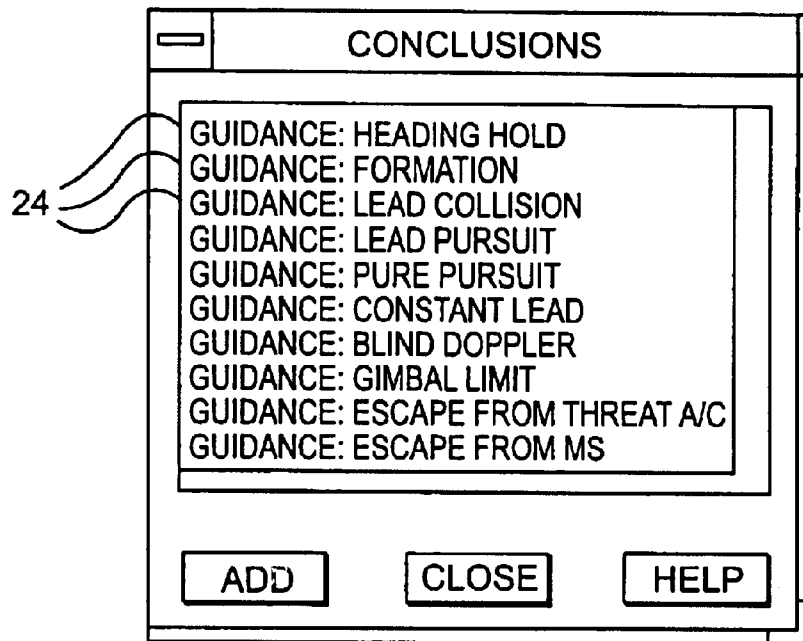 CONCLUSIONS
GUIDANCE: HEADING HOLD
GUIDANCE: FORMATION
24
GUIDANCE: LEAD COLLISION
GUIDANCE: LEAD PURSUIT
GUIDANCE: PURE PURSUIT
GUIDANCE: CONSTANT LEAD
GUIDANCE: BLIND DOPPLER
GUIDANCE: GIMBAL LIMIT
GUIDANCE: ESCAPE FROM THREAT A/C
GUIDANCE: ESCAPE FROM MS
ADD CLOSE HELP